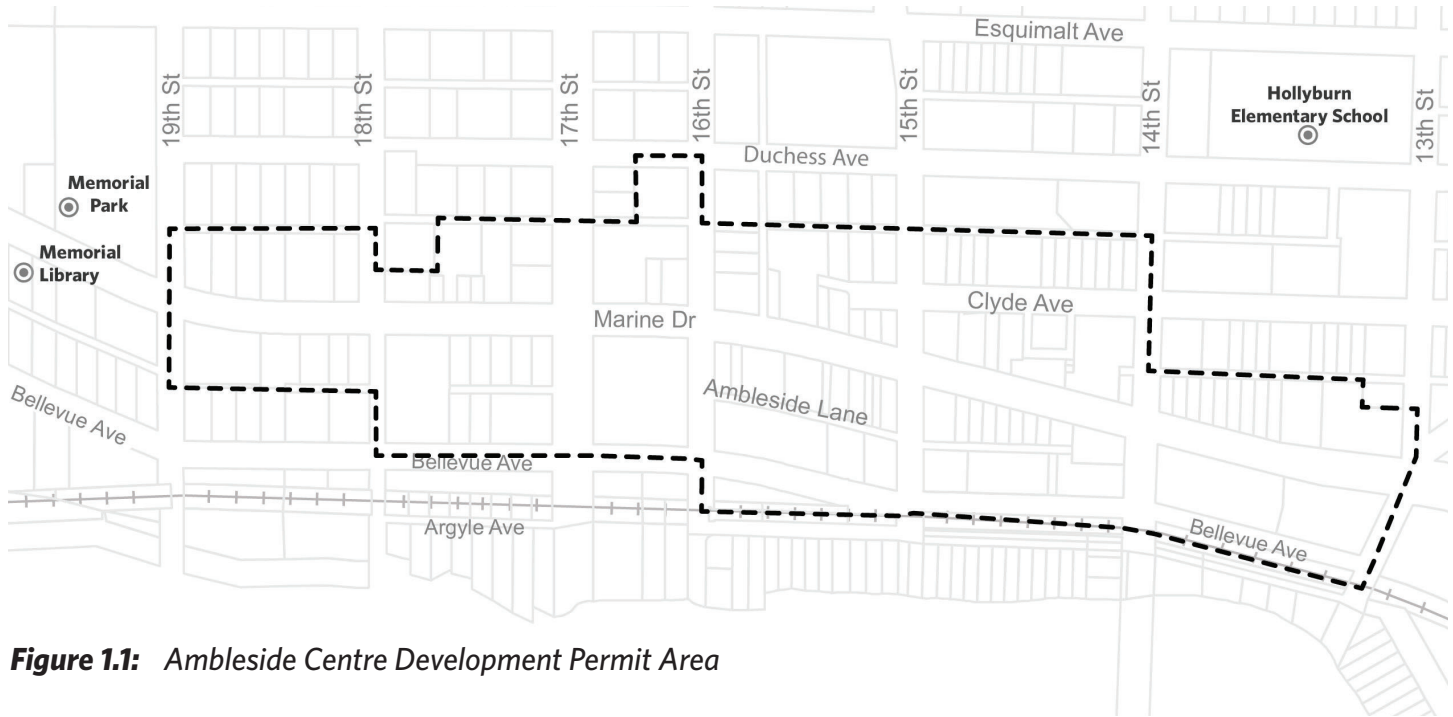 Esquimalt Ave
19th St
18th St
17th St
16th St
15th St
14th St
13th St
Hollyburn
Elementary School
Duchess Ave
Memorial
Park
Memorial
Library
Clyde Ave
Marine Dr
Ambleside Lane
Bellevue Ave
Bellevue Ave
Argyle Ave
Bellevue Ave
Figure 1.1: Ambleside Centre Development Permit Area